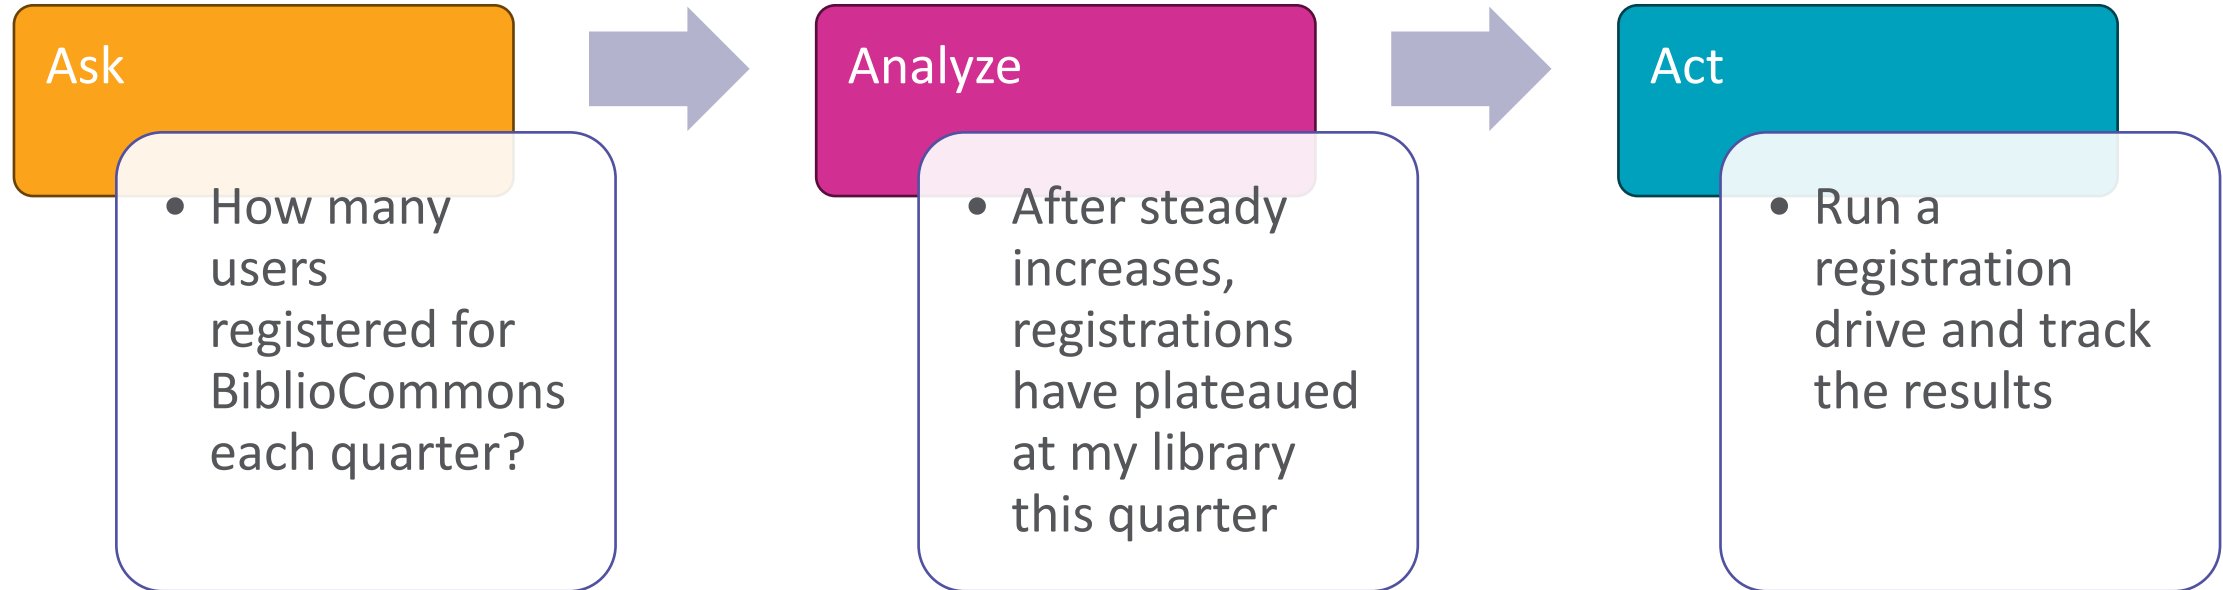 Ask
• How many
users
registered for
BiblioCommons
each quarter?
Analyze
• After steady
increases,
registrations
have plateaued
at my library
this quarter
Act
• Run a
registration
drive and track
the results